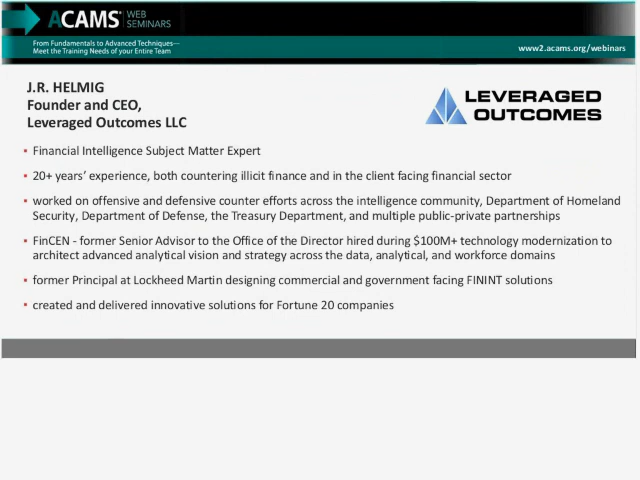 ACAMS® WEB SEMINARS
From Fundamentals to Advanced Techniques—
Meet the Training Needs of your Entire Team
www2.acams.org/webinars
J.R. HELMIG
Founder and CEO,
Leveraged Outcomes LLC
LEVERAGED
OUTCOMES
• Financial Intelligence Subject Matter Expert
• 20+ years’ experience, both countering illicit finance and in the client facing financial sector
• worked on offensive and defensive counter efforts across the intelligence community, Department of Homeland
Security, Department of Defense, the Treasury Department, and multiple public-private partnerships
• FinCEN - former Senior Advisor to the Office of the Director hired during $100M+ technology modernization to
architect advanced analytical vision and strategy across the data, analytical, and workforce domains
• former Principal at Lockheed Martin designing commercial and government facing FININT solutions
• created and delivered innovative solutions for Fortune 20 companies